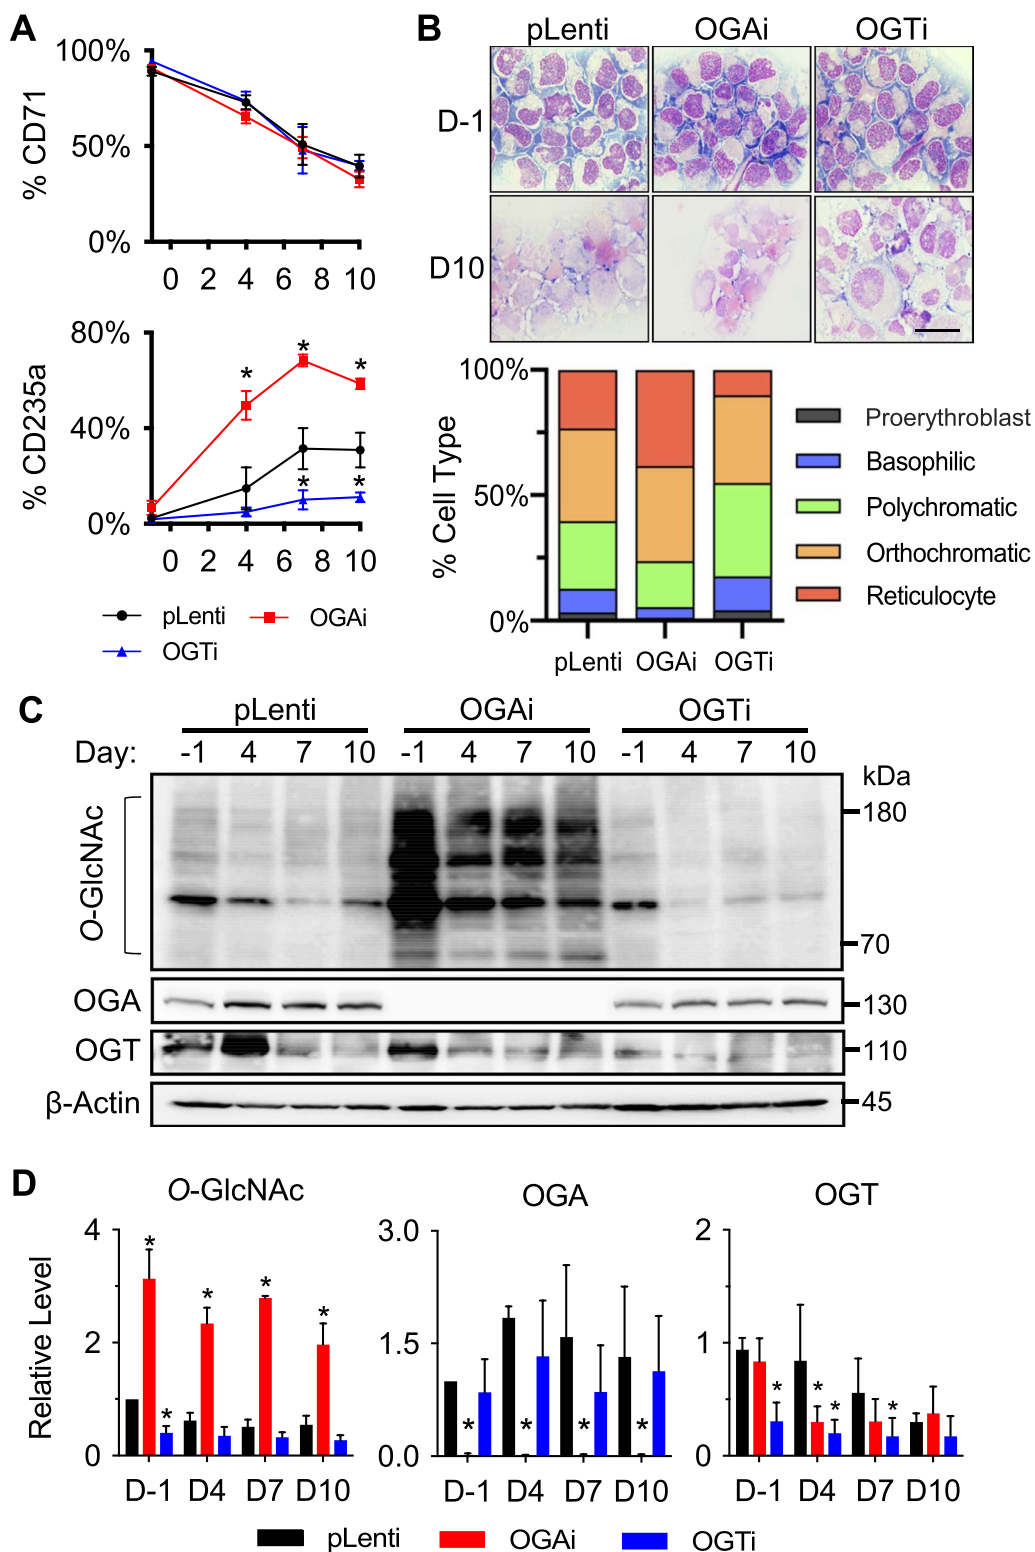 A
100%
50%
0%
% CD71
0 2 4 6 8 10
80%
40%
0%
% CD235a
* * *
* *
0 2 4 6 8 10
pLenti OGAi
OGTi
B
pLenti OGAi OGTi
D-1
D10
100%
50%
0%
% Cell Type
pLenti OGAi OGTi
Proerythroblast
Basophilic
Polychromatic
Orthochromatic
Reticulocyte
C
pLenti OGAi OGTi
Day: -1 4 7 10 -1 4 7 10 -1 4 7 10
kDa
O-GlcNAc
180
70
OGA 130
OGT 110
β-Actin 45
D
O-GlcNAc OGA OGT
Relative Level
4
2
0
* * * * *
D-1 D4 D7 D10
3.0
1.5
0.0
* * * *
D-1 D4 D7 D10
2
1
0
* * * *
D-1 D4 D7 D10
pLenti OGAi OGTi